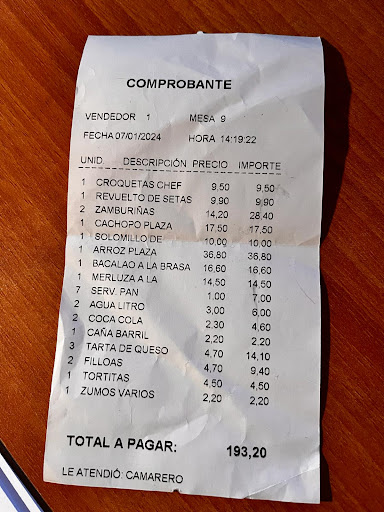 COMPROBANTE
VENDEDOR 1 MESA 9
FECHA 07/01/2024 HORA 14:19:22
UNID. DESCRIPCIÓN PRECIO IMPORTE
1 CROQUETAS CHEF 9,50 9,50
1 REVUELTO DE SETAS 9,90 9,90
2 ZAMBURIÑAS 14,20 28,40
1 CACHOPO PLAZA 17,50 17,50
1 SOLOMILLO DE 10,00 10,00
1 ARROZ PLAZA 36,80 36,80
1 BACALAO A LA BRASA 16,60 16,60
1 MERLUZA A LA 14,50 14,50
7 SERV. PAN 1,00 7,00
2 AGUA LITRO 3,00 6,00
2 COCA COLA 2,30 4,60
1 CAÑA BARRIL 2,20 2,20
3 TARTA DE QUESO 4,70 14,10
2 FILLOAS 4,70 9,40
1 TORTITAS 4,50 4,50
1 ZUMOS VARIOS 2,20 2,20
TOTAL A PAGAR: 193,20
LE ATENDIÓ: CAMARERO